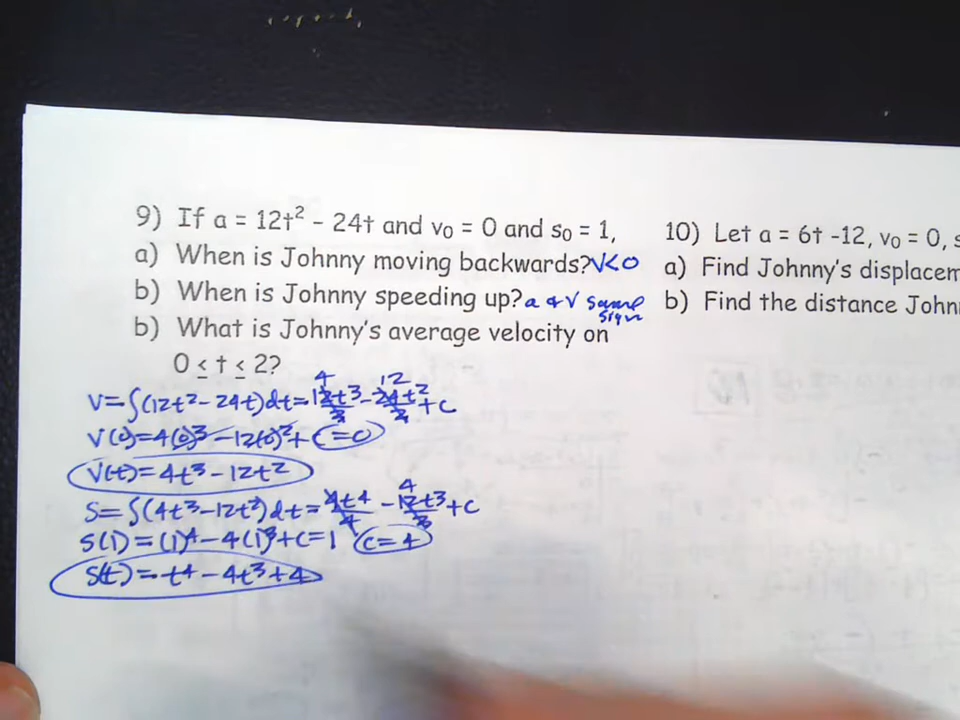 9) If a = 12t² - 24t and v₀ = 0 and s₀ = 1,
a) When is Johnny moving backwards? V<0
b) When is Johnny speeding up? a & v same sign
b) What is Johnny's average velocity on
0 ≤ t ≤ 2?
V=∫(12t²-24t)dt=12t³/3 4 - 24t²/2 12 +C
V(0)=4(0)³-12(0)²+C=0
V(t)=4t³-12t²
S=∫(4t³-12t²)dt=4t⁴/4 - 12t³/3 4 +C
S(1)=(1)⁴-4(1)³+C=1 C=4
S(t)=t⁴-4t³+4
10) Let a = 6t -12, v₀ = 0, s
a) Find Johnny's displacem
b) Find the distance John